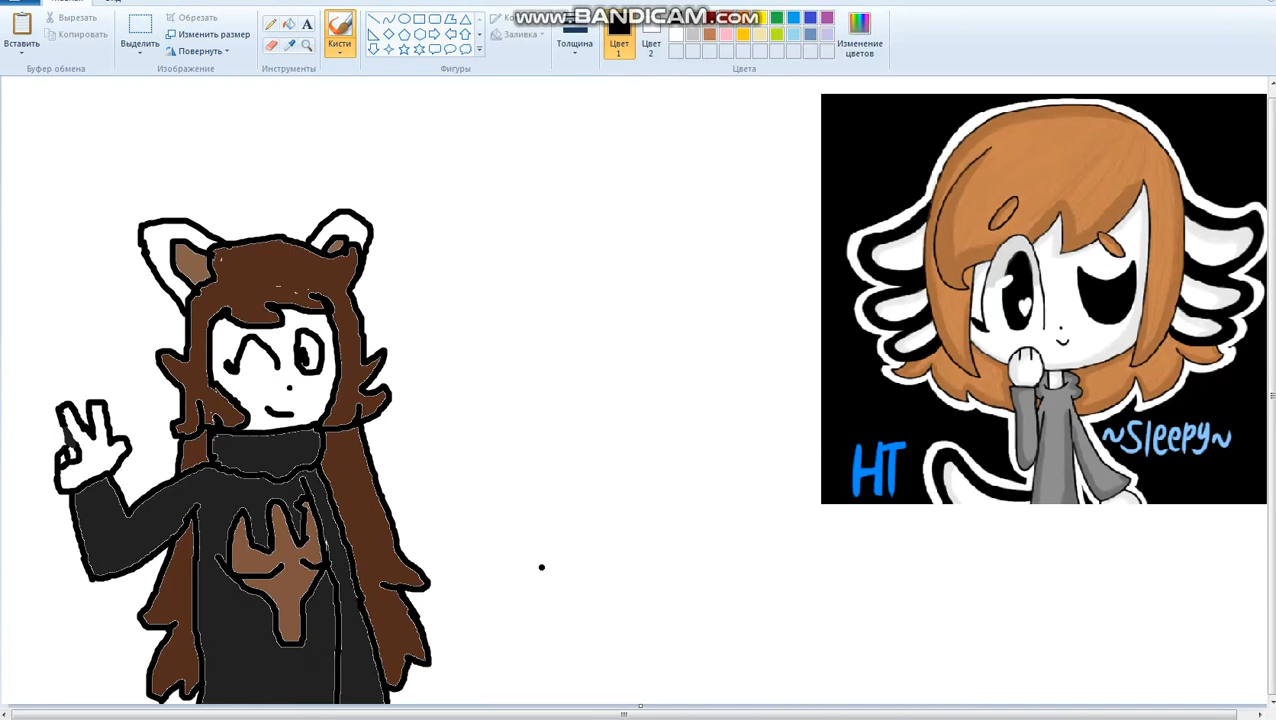 www.BANDICAM.com
Вставить
Вырезать
Копировать
Буфер обмена
Выделить
Обрезать
Изменить размер
Повернуть
Изображение
A
Инструменты
Кисти
Фигуры
Заливка
Толщина
Цвет 1
Цвет 2
Изменение цветов
Цвета
~Sleepy~
HT